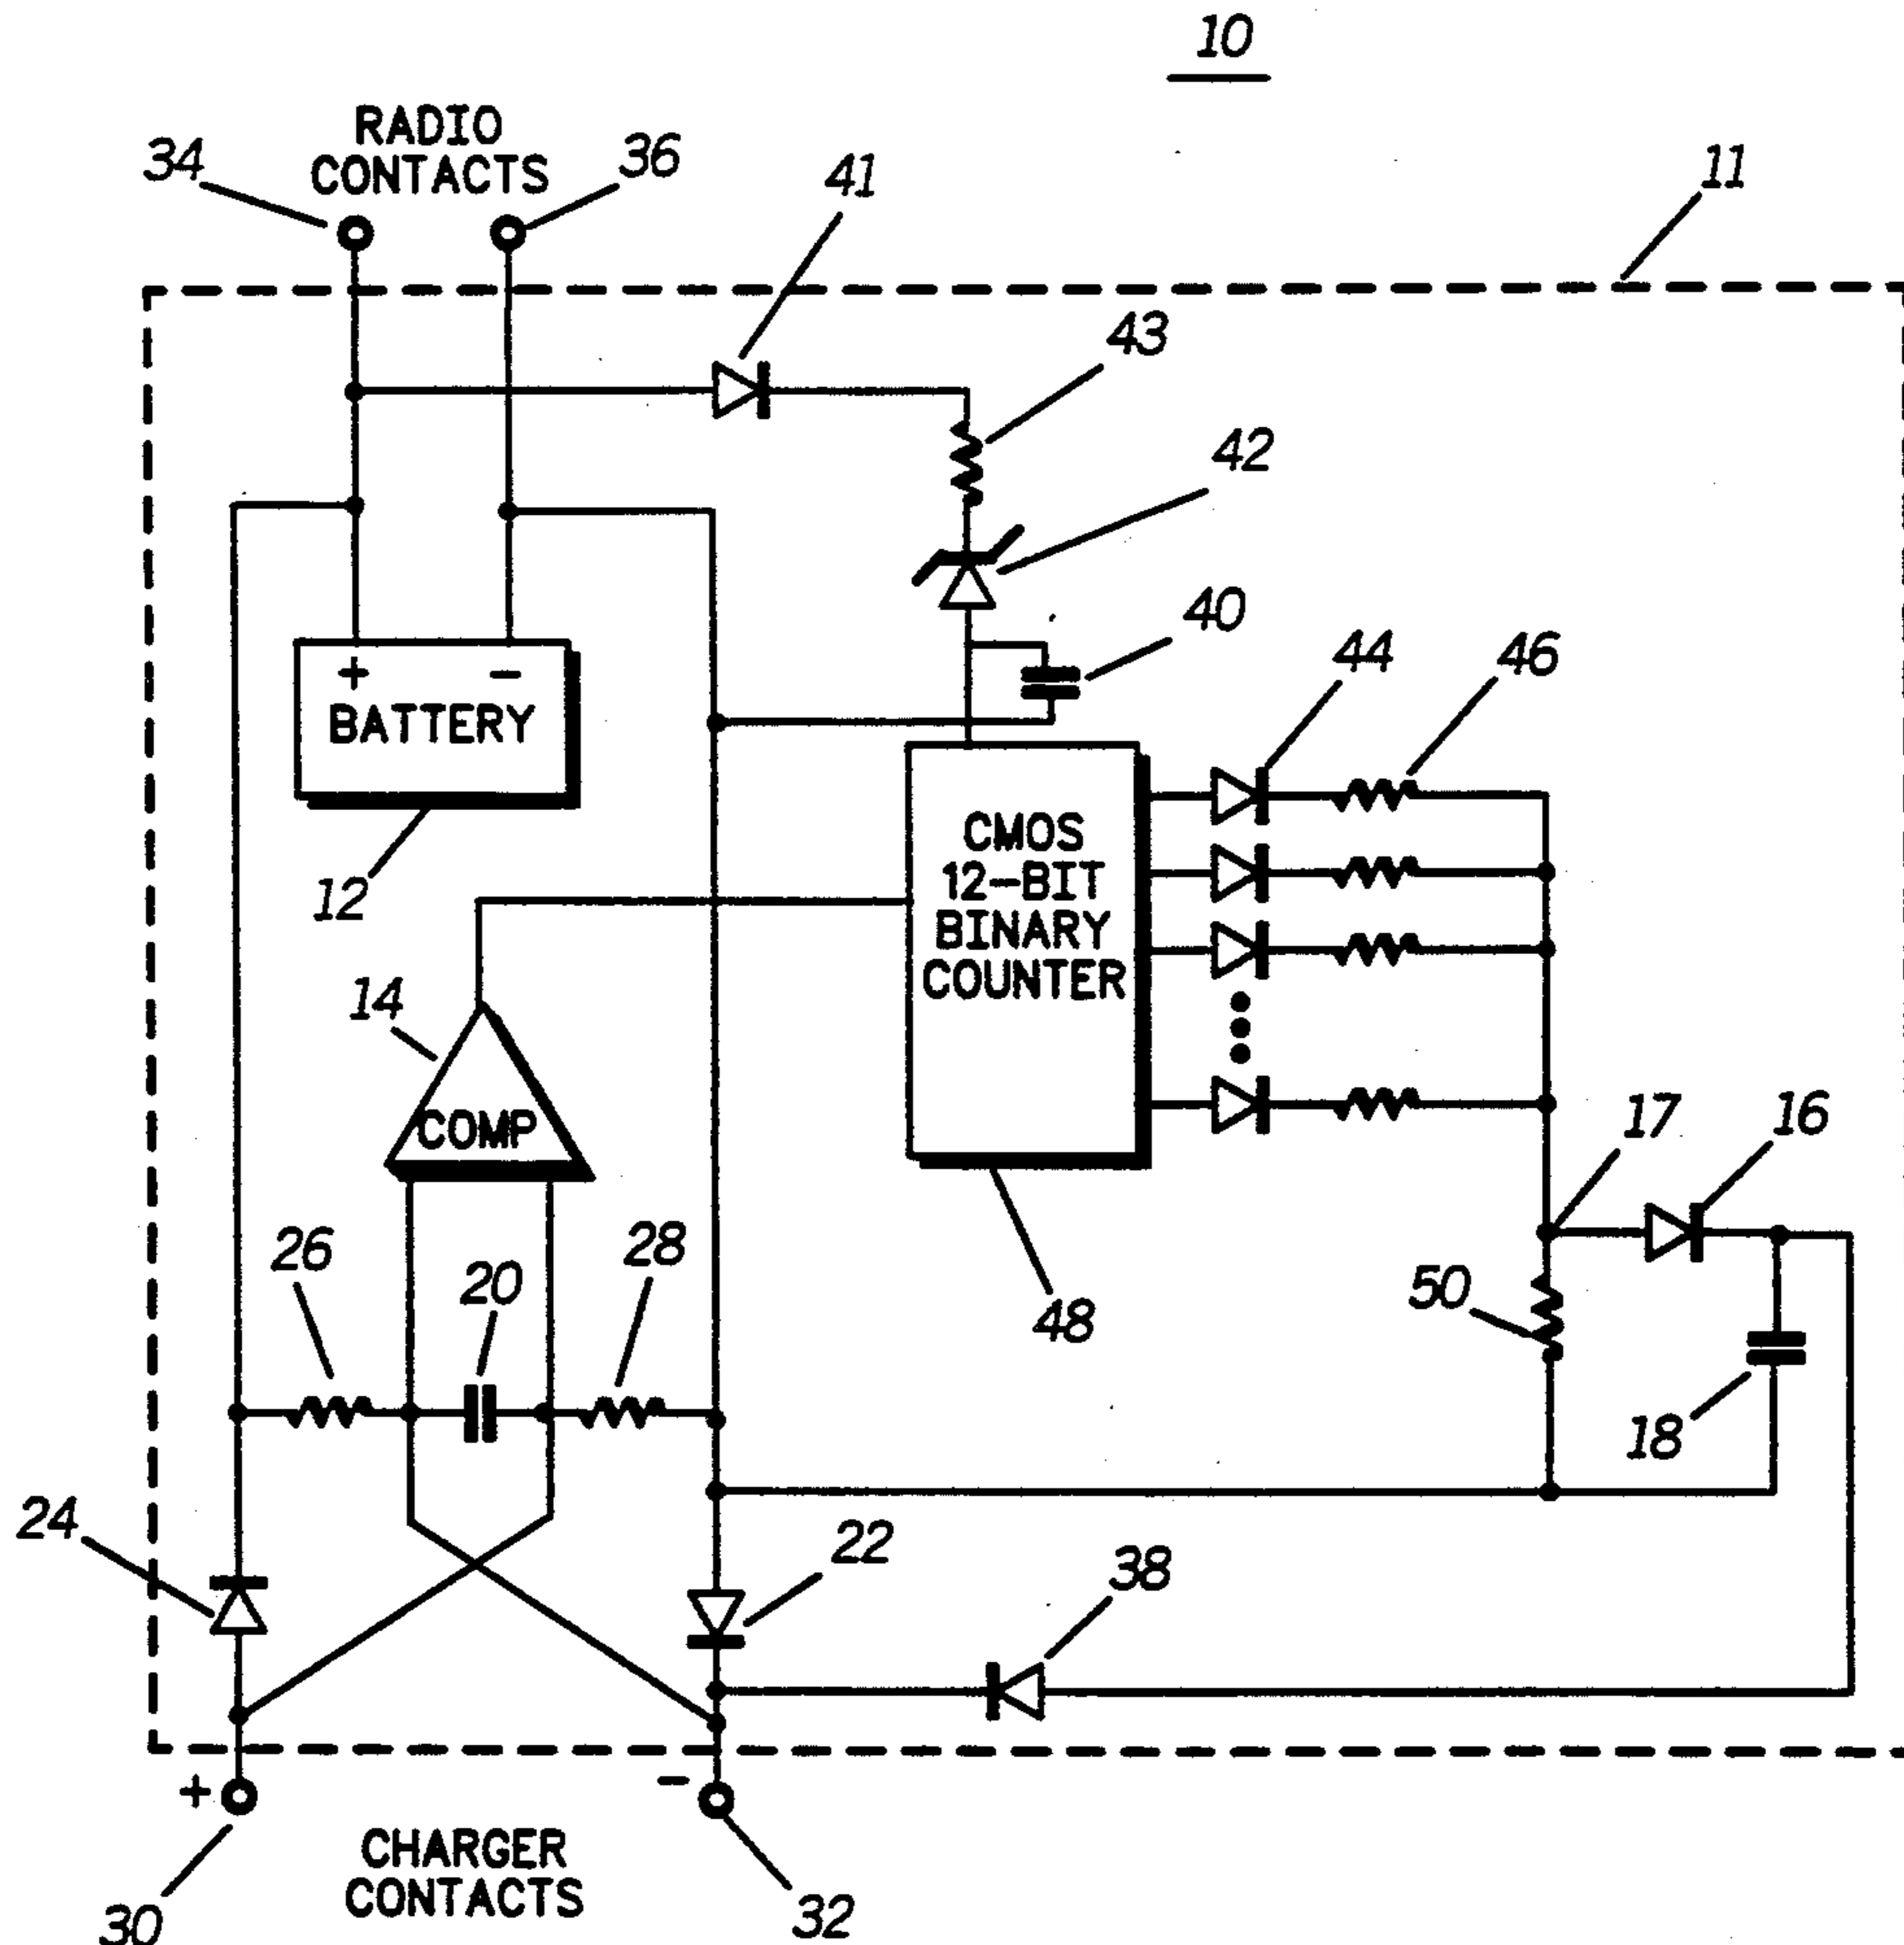 10
RADIO
CONTACTS
34
36
41
11
43
42
40
44
46
+ -
BATTERY
12
CMOS
12-BIT
BINARY
COUNTER
14
COMP
17
16
26
20
28
48
50
18
24
22
38
+
-
CHARGER
CONTACTS
30
32